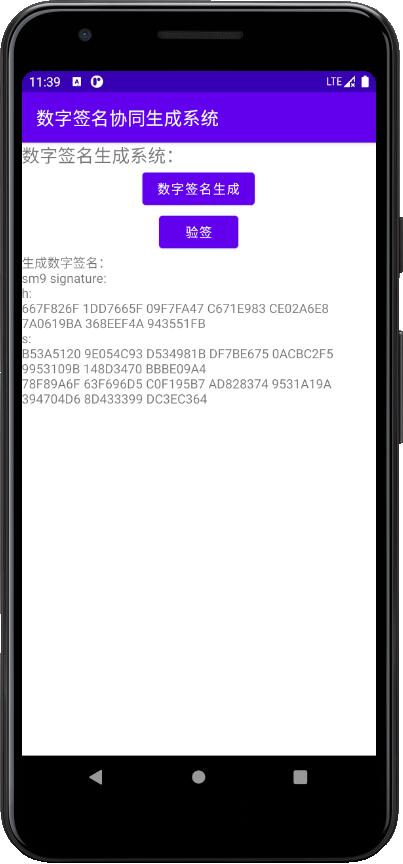 11:39
LTE
数字签名协同生成系统
数字签名生成系统：
数字签名生成
验签
生成数字签名：
sm9 signature:
h:
667F826F 1DD7665F 09F7FA47 C671E983 CE02A6E8
7A0619BA 368EEF4A 943551FB
s:
B53A5120 9E054C93 D534981B DF7BE675 0ACBC2F5
9953109B 148D3470 BBBE09A4
78F89A6F 63F696D5 C0F195B7 AD828374 9531A19A
394704D6 8D433399 DC3EC364